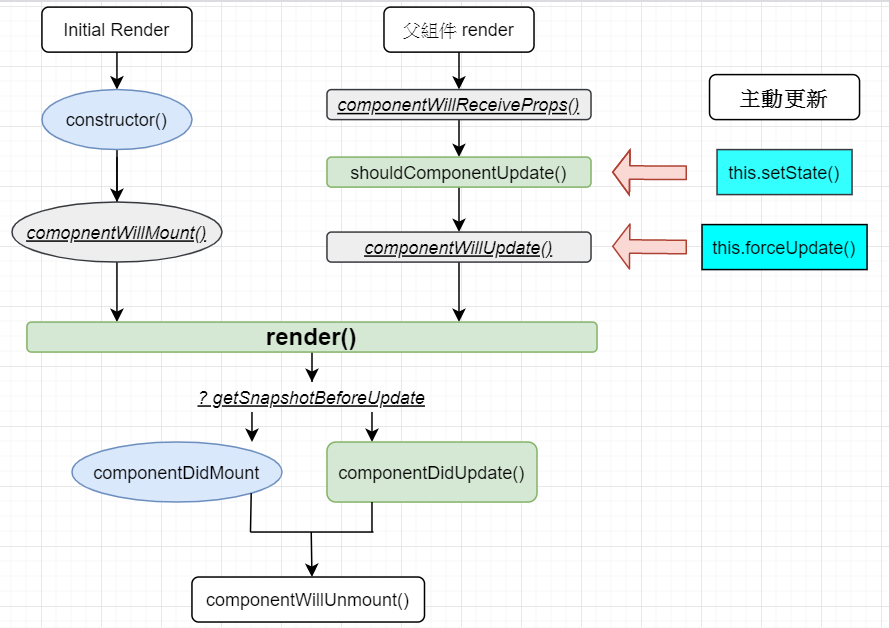 Initial Render
父組件 render
constructor()
componentWillReceiveProps()
主動更新
shouldComponentUpdate()
this.setState()
comopnentWillMount()
componentWillUpdate()
this.forceUpdate()
render()
? getSnapshotBeforeUpdate
componentDidMount
componentDidUpdate()
componentWillUnmount()